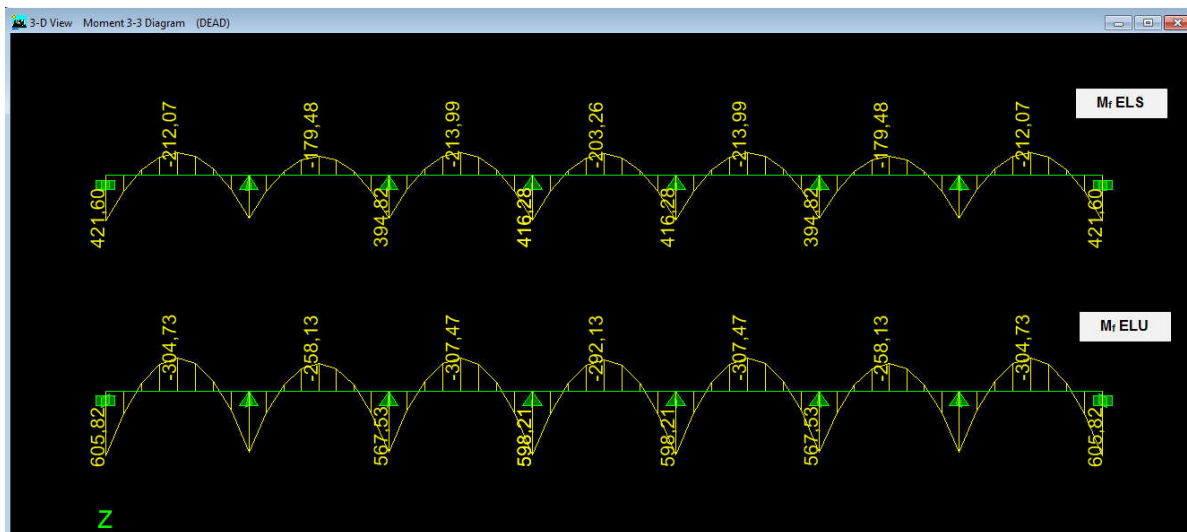 3-D View Moment 3-3 Diagram (DEAD)
Mf ELS
-212,07 -179,48 -213,99 -203,26 -213,99 -179,48 -212,07
421,60 394,82 416,28 416,28 394,82 421,60
Mf ELU
-304,73 -258,13 -307,47 -292,13 -307,47 -258,13 -304,73
605,82 567,53 598,21 598,21 567,53 605,82
Z